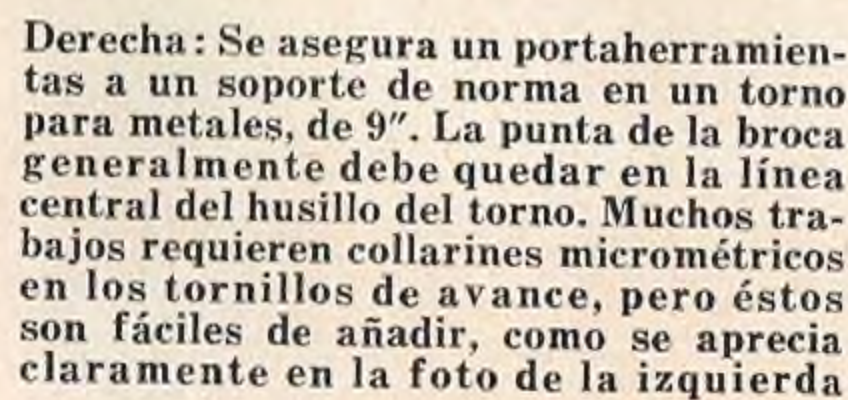 Derecha: Se asegura un portaherramien-
tas a un soporte de norma en un torno
para metales, de 9″. La punta de la broca
generalmente debe quedar en la línea
central del husillo del torno. Muchos tra-
bajos requieren collarines micrométricos
en los tornillos de avance, pero éstos
son fáciles de añadir, como se aprecia
claramente en la foto de la izquierda